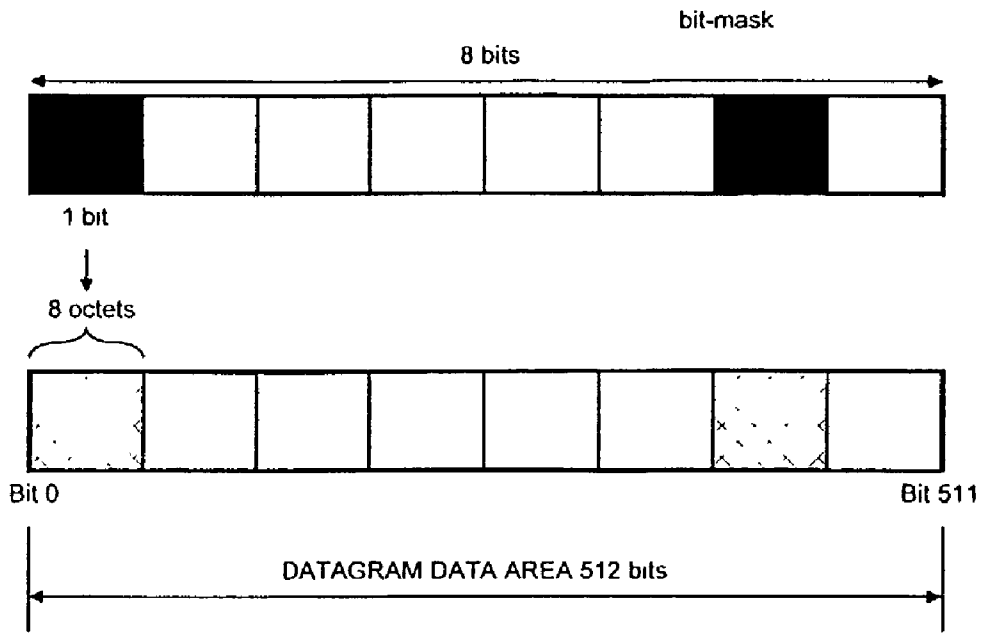 bit-mask
8 bits
1 bit
8 octets
Bit 0
Bit 511
DATAGRAM DATA AREA 512 bits